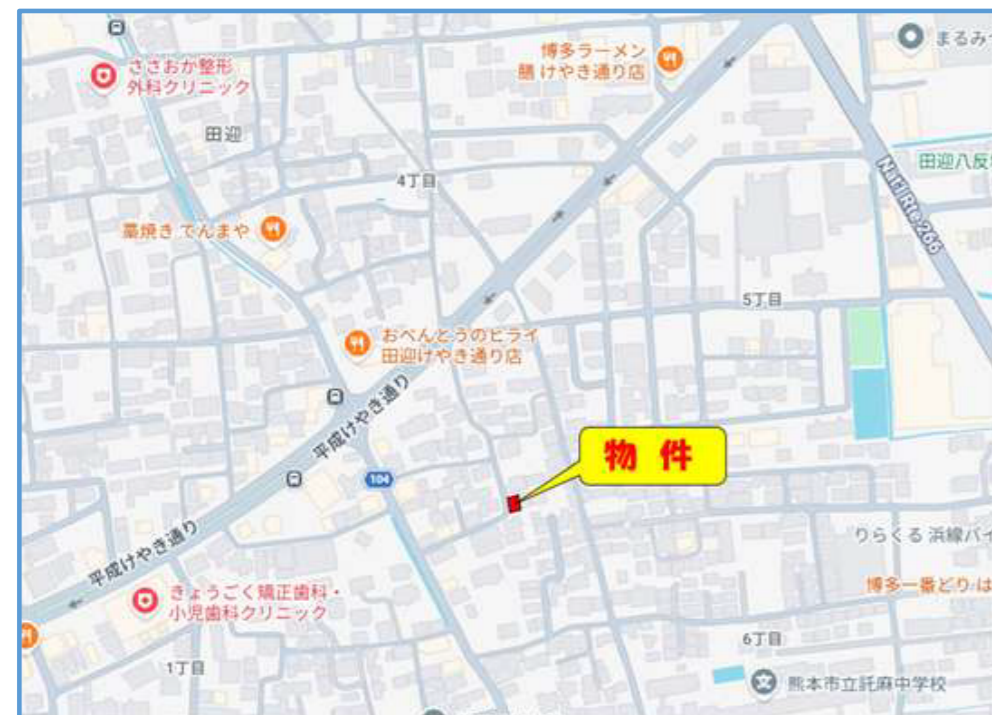 博多ラーメン
膳 けやき通り店
まるみつ
ささおか整形
外科クリニック
田迎
田迎八反
4丁目
Nat'l Rte 266
藁焼き でんまや
5丁目
おべんとうのヒライ
田迎けやき通り店
平成けやき通り
物 件
104
平成けやき通り
りらくる 浜線バイ
きょうごく矯正歯科・
小児歯科クリニック
博多一番どり は
6丁目
1丁目
熊本市立託麻中学校